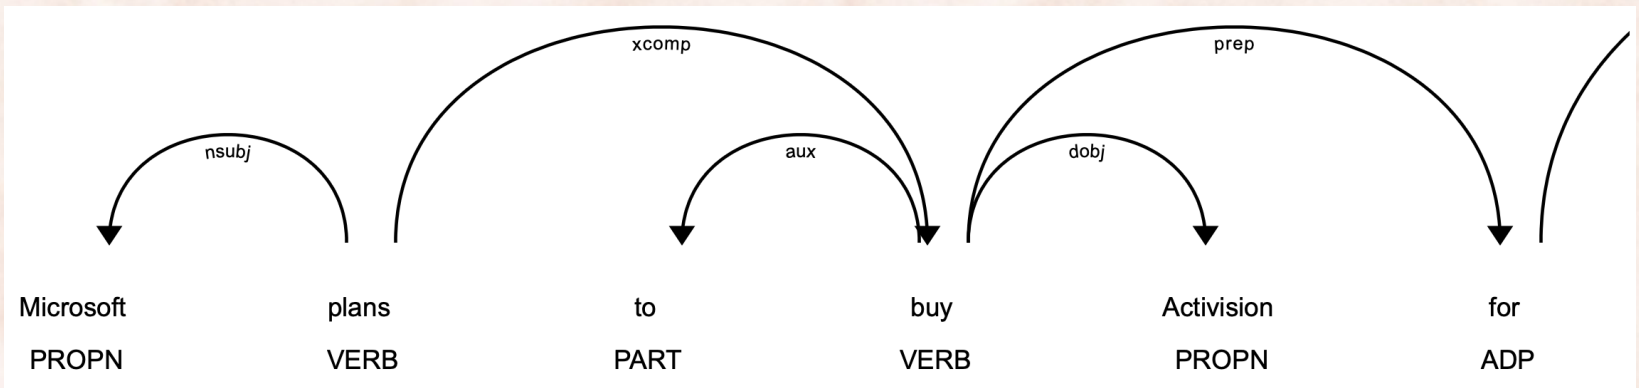 xcomp prep
nsubj aux dobj
Microsoft plans to buy Activision for
PROPN VERB PART VERB PROPN ADP